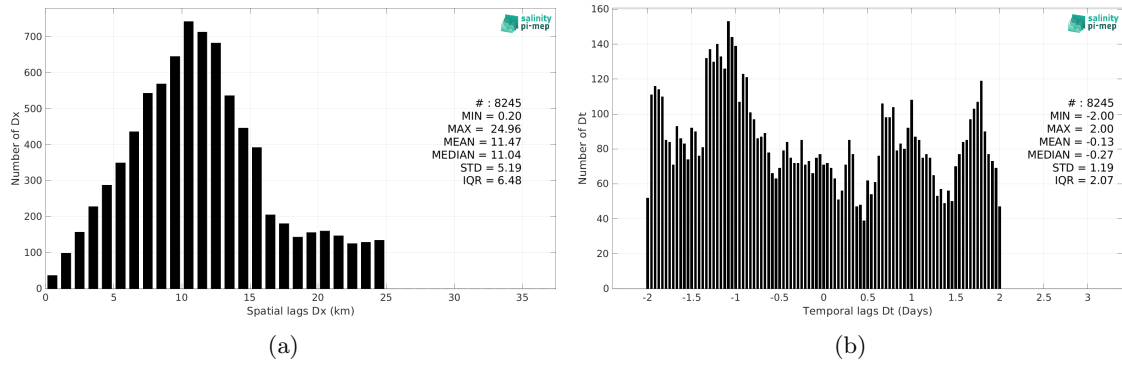 salinity
pi-mep
# : 8245
MIN = 0.20
MAX = 24.96
MEAN = 11.47
MEDIAN = 11.04
STD = 5.19
IQR = 6.48
Number of Dx
700
600
500
400
300
200
100
0
0 5 10 15 20 25 30 35
Spatial lags Dx (km)
(a)
salinity
pi-mep
# : 8245
MIN = -2.00
MAX = 2.00
MEAN = -0.13
MEDIAN = -0.27
STD = 1.19
IQR = 2.07
Number of Dt
160
140
120
100
80
60
40
20
0
-2 -1.5 -1 -0.5 0 0.5 1 1.5 2 2.5 3
Temporal lags Dt (Days)
(b)